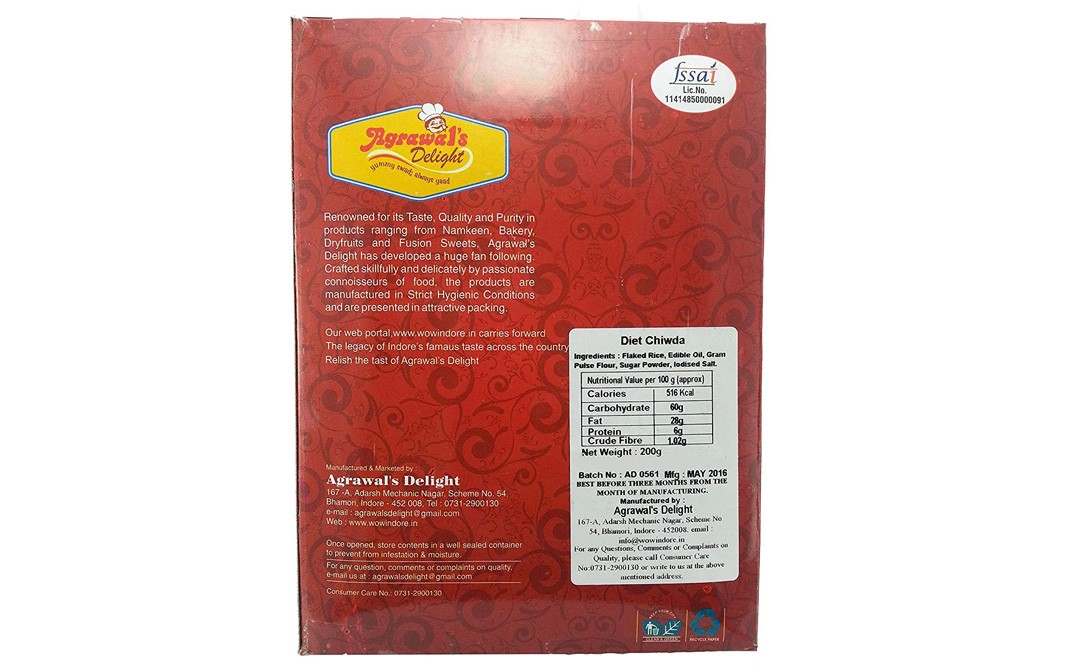 fssai
Lic.No.
11414850000091
Agrawal's
Delight
yummy swad, always yaad
Renowned for its Taste, Quality and Purity in
products ranging from Namkeen, Bakery,
Dryfruits and Fusion Sweets, Agrawal's
Delight has developed a huge fan following.
Crafted skillfully and delicately by passionate
connoisseurs of food, the products are
manufactured in Strict Hygienic Conditions
and are presented in attractive packing.
Our web portal,www.wowindore.in carries forward
The legacy of Indore's famaus taste across the country
Relish the tast of Agrawal's Delight
Manufactured & Marketed by :
Agrawal's Delight
167 -A, Adarsh Mechanic Nagar, Scheme No. 54,
Bhamori, Indore - 452 008, Tel : 0731-2900130
e-mail : agrawalsdelight@gmail.com
Web : www.wowindore.in
Once opened, store contents in a well sealed container
to prevent from infestation & moisture.
For any question, comments or complaints on quality,
e-mail us at : agrawalsdelight@gmail.com
Consumer Care No.: 0731-2900130
Diet Chiwda
Ingredients : Flaked Rice, Edible Oil, Gram
Pulse Flour, Sugar Powder, Iodised Salt.
Nutritional Value per 100 g (approx)
Calories 516 Kcal
Carbohydrate 60g
Fat 28g
Protein 6g
Crude Fibre 1.02g
Net Weight : 200g
Batch No : AD 0561 Mfg : MAY 2016
BEST BEFORE THREE MONTHS FROM THE
MONTH OF MANUFACTURING.
Manufactured by :
Agrawal's Delight
167-A, Adarsh Mechanic Nagar, Scheme No
54, Bhamori, Indore - 452008. email :
info@wowindore.in
For any Questions, Comments or Complaints on
Quality, please call Consumer Care
No:0731-2900130 or write to us at the above
mentioned address.
KEEP YOUR CITY
CLEAN & GREEN
RECYCLE PAPER